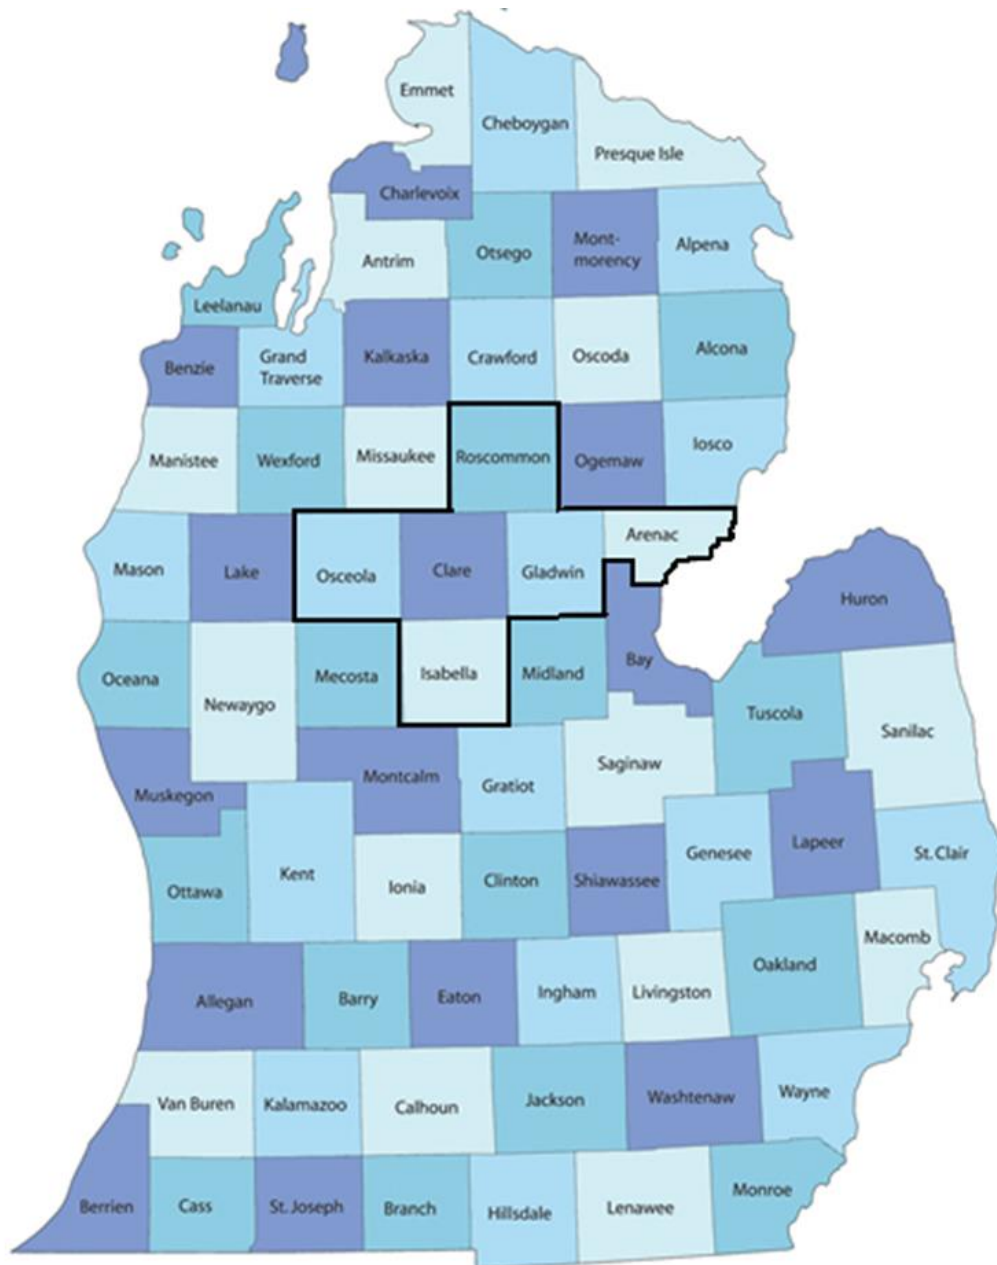 Emmet
Cheboygan
Presque Isle
Charlevoix
Antrim
Otsego
Mont-
morency
Alpena
Leelanau
Benzie
Grand
Traverse
Kalkaska
Crawford
Oscoda
Alcona
Manistee
Wexford
Missaukee
Roscommon
Ogemaw
Iosco
Mason
Lake
Osceola
Clare
Gladwin
Arenac
Huron
Oceana
Newaygo
Mecosta
Isabella
Midland
Bay
Tuscola
Sanilac
Muskegon
Montcalm
Gratiot
Saginaw
Ottawa
Kent
Ionia
Clinton
Shiawassee
Genesee
Lapeer
St. Clair
Allegan
Barry
Eaton
Ingham
Livingston
Oakland
Macomb
Van Buren
Kalamazoo
Calhoun
Jackson
Washtenaw
Wayne
Berrien
Cass
St. Joseph
Branch
Hillsdale
Lenawee
Monroe